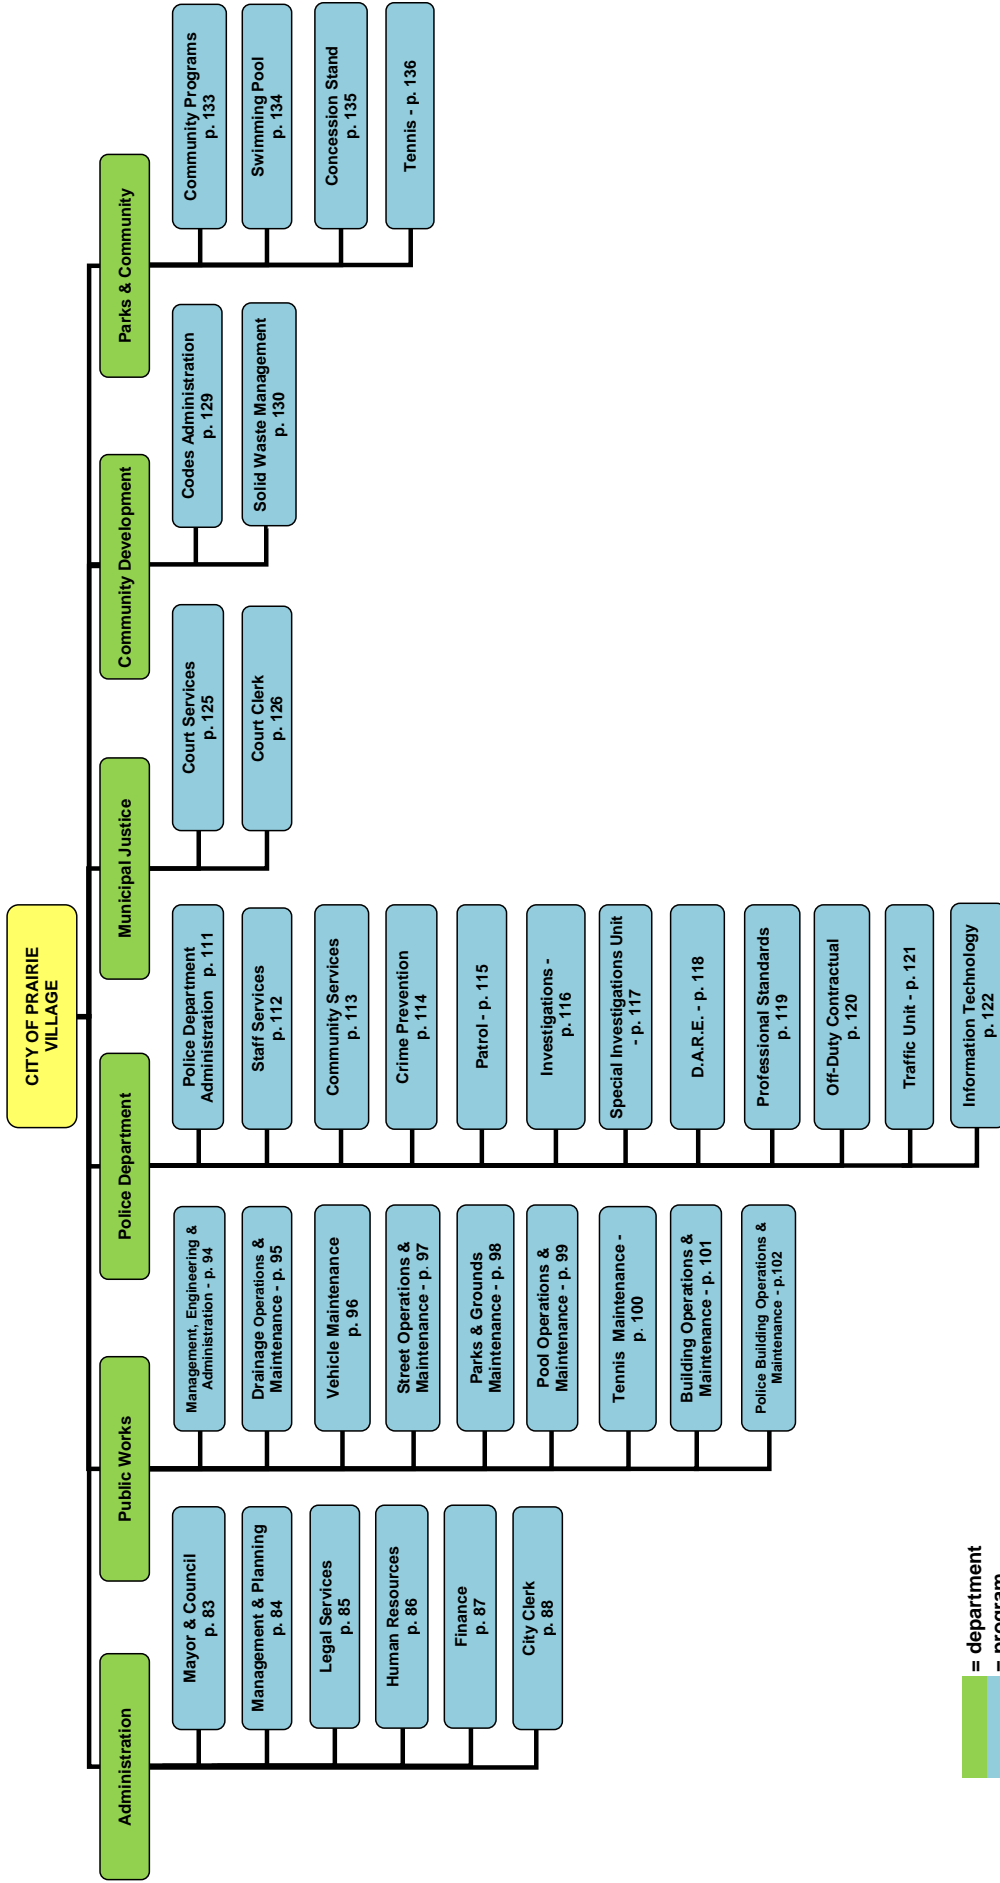 CITY OF PRAIRIE
VILLAGE
Administration
Mayor & Council
p. 83
Management & Planning
p. 84
Legal Services
p. 85
Human Resources
p. 86
Finance
p. 87
City Clerk
p. 88
Public Works
Management, Engineering &
Administration - p. 94
Drainage Operations &
Maintenance - p. 95
Vehicle Maintenance
p. 96
Street Operations &
Maintenance - p. 97
Parks & Grounds
Maintenance - p. 98
Pool Operations &
Maintenance - p. 99
Tennis Maintenance -
p. 100
Building Operations &
Maintenance - p. 101
Police Building Operations &
Maintenance - p.102
Police Department
Police Department
Administration p. 111
Staff Services
p. 112
Community Services
p. 113
Crime Prevention
p. 114
Patrol - p. 115
Investigations -
p. 116
Special Investigations Unit
- p. 117
D.A.R.E. - p. 118
Professional Standards
p. 119
Off-Duty Contractual
p. 120
Traffic Unit - p. 121
Information Technology
p. 122
Municipal Justice
Court Services
p. 125
Court Clerk
p. 126
Community Development
Codes Administration
p. 129
Solid Waste Management
p. 130
Parks & Community
Community Programs
p. 133
Swimming Pool
p. 134
Concession Stand
p. 135
Tennis - p. 136
= department
= program